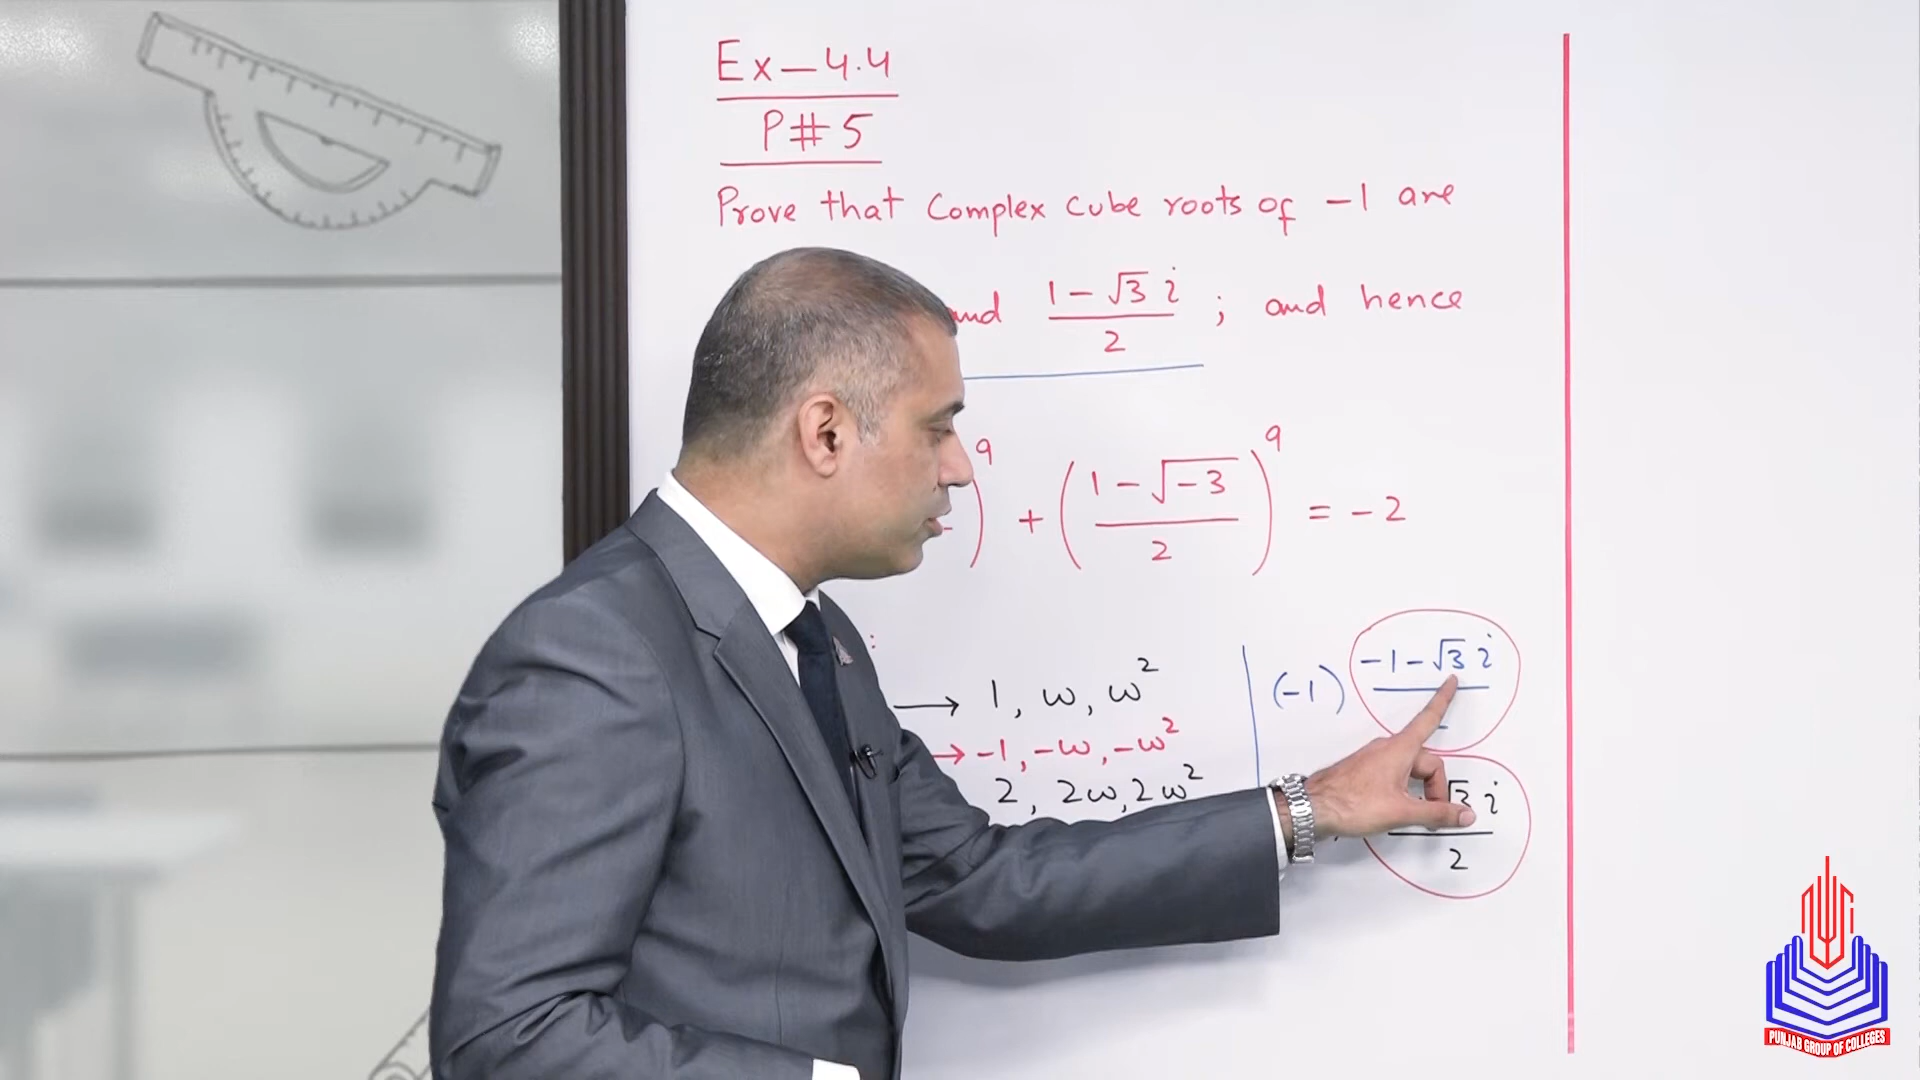 Ex – 4.4
P#5
Prove that Complex cube roots of -1 are
and (1 - √3 i)/2 ; and hence
)^9 + ((1 - √-3)/2)^9 = -2
:
→ 1, ω, ω²
→ -1, -ω, -ω²
2, 2ω, 2ω²
(-1) (-1 - √3 i)
√3 i / 2
PUNJAB GROUP OF COLLEGES